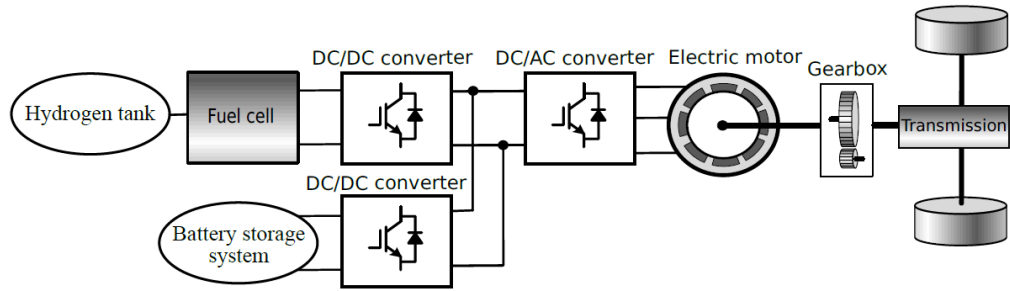 DC/DC converter
DC/AC converter
Electric motor
Gearbox
Hydrogen tank
Fuel cell
Transmission
DC/DC converter
Battery storage
system